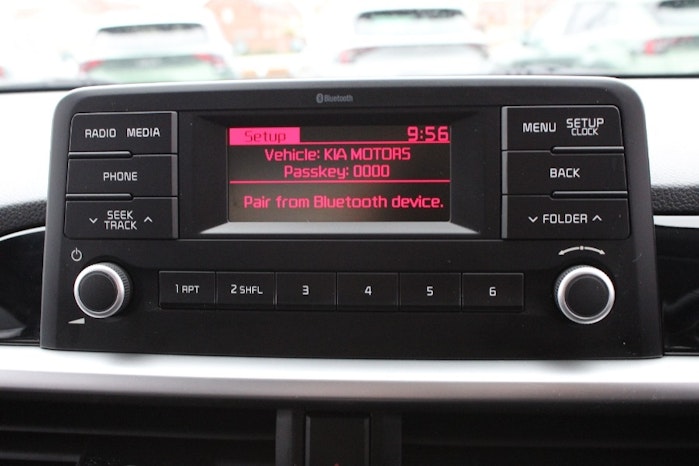 Bluetooth
RADIO MEDIA
PHONE
SEEK
TRACK
Setup 9:56
Vehicle: KIA MOTORS
Passkey: 0000
Pair from Bluetooth device.
MENU SETUP
CLOCK
BACK
FOLDER
1 RPT 2 SHFL 3 4 5 6